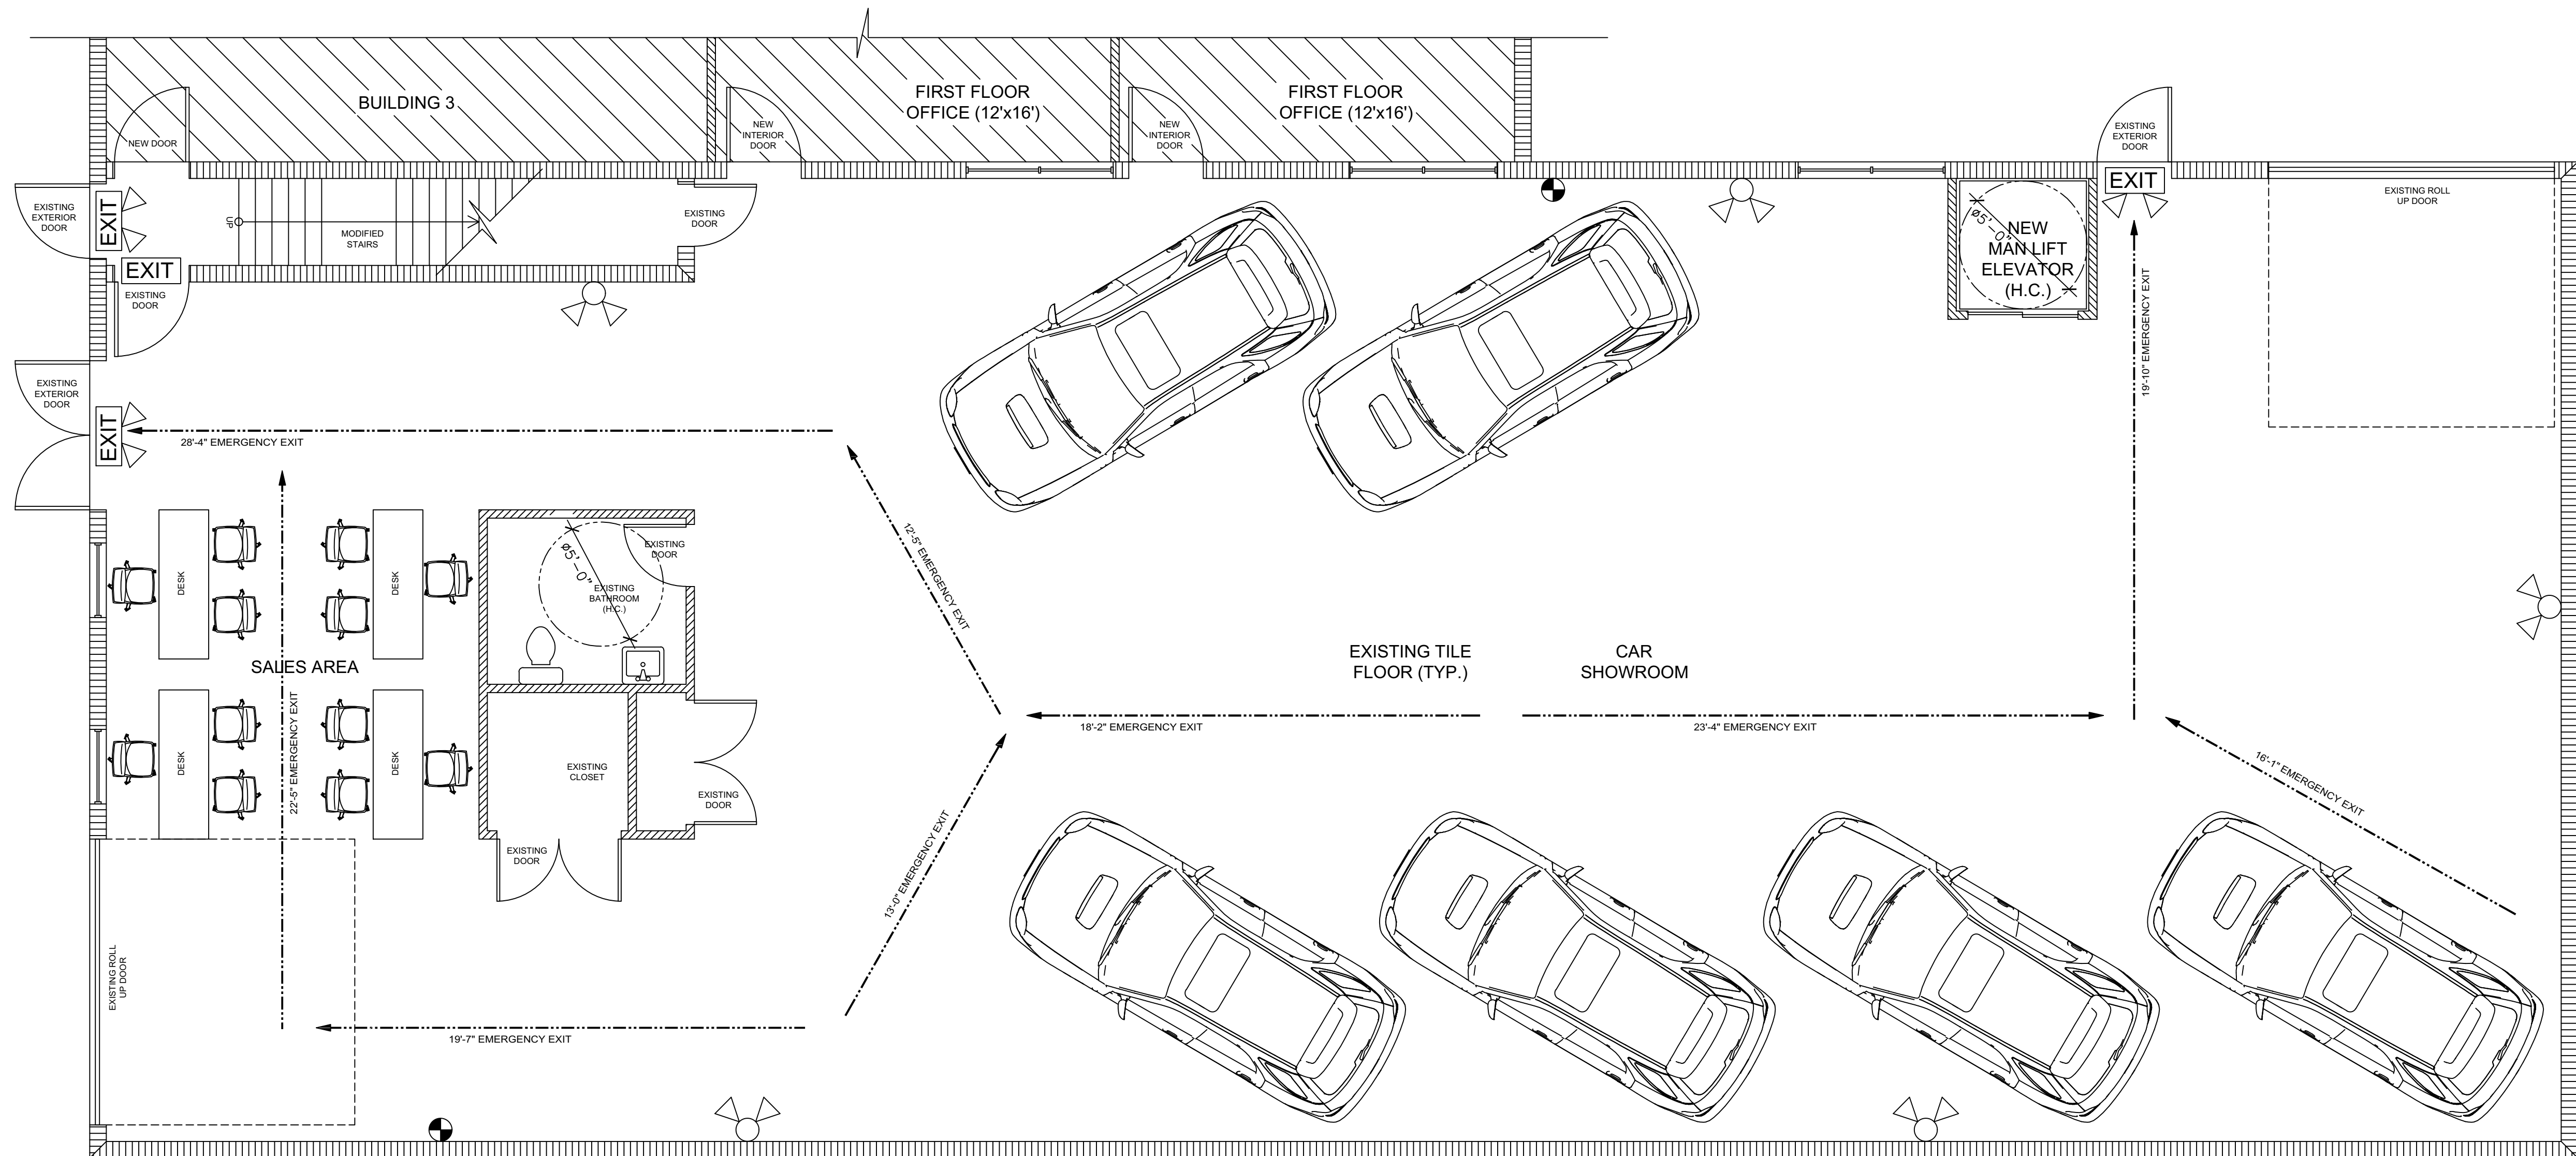 BUILDING 3
FIRST FLOOR
OFFICE (12'x16')
FIRST FLOOR
OFFICE (12'x16')
NEW DOOR
NEW
INTERIOR
DOOR
NEW
INTERIOR
DOOR
EXISTING
EXTERIOR
DOOR
EXISTING
EXTERIOR
DOOR
EXIT
UP
MODIFIED
STAIRS
EXISTING
DOOR
EXIT
EXISTING ROLL
UP DOOR
ø5'-0"
NEW
MAN LIFT
ELEVATOR
(H.C.)
EXIT
EXISTING
DOOR
19'-10" EMERGENCY EXIT
EXISTING
EXTERIOR
DOOR
EXIT
28'-4" EMERGENCY EXIT
12'-5" EMERGENCY EXIT
DESK
DESK
ø5'-0"
EXISTING
DOOR
EXISTING
BATHROOM
(H.C.)
SALES AREA
EXISTING TILE
FLOOR (TYP.)
CAR
SHOWROOM
22'-5" EMERGENCY EXIT
18'-2" EMERGENCY EXIT
23'-4" EMERGENCY EXIT
16'-1" EMERGENCY EXIT
DESK
DESK
EXISTING
CLOSET
EXISTING
DOOR
EXISTING
DOOR
13'-0" EMERGENCY EXIT
EXISTING ROLL
UP DOOR
19'-7" EMERGENCY EXIT